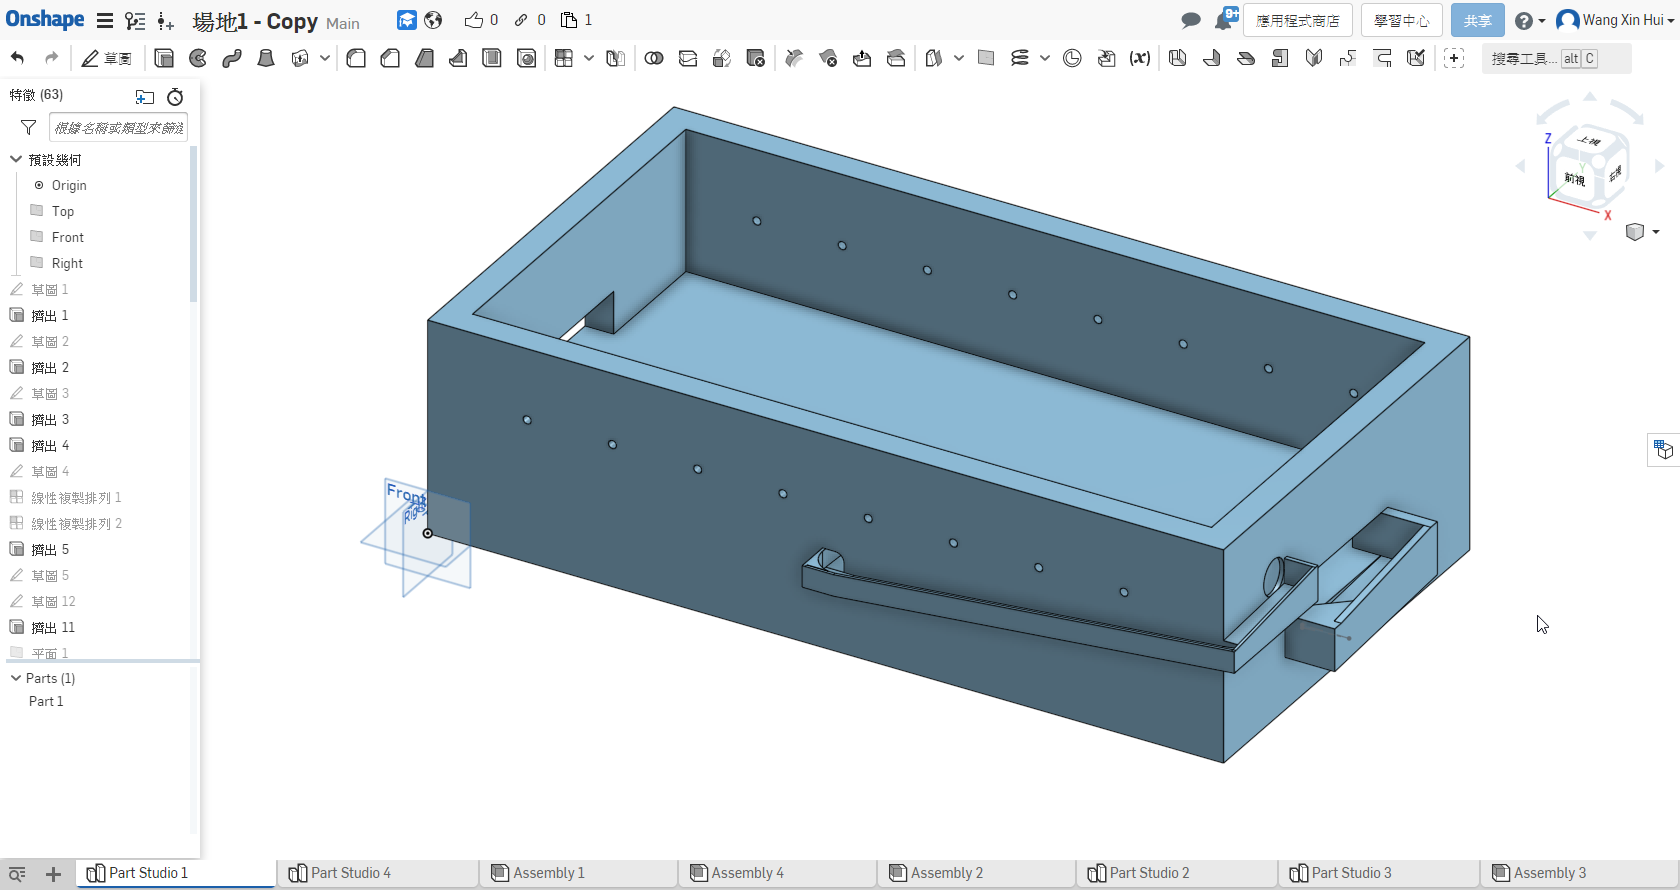 Onshape 場地1 - Copy Main 0 0 1 9+ 應用程式商店 學習中心 共享 Wang Xin Hui
草圖 (x) 搜尋工具... alt C
特徵 (63)
根據名稱或類型來篩選
預設幾何
Origin
Top
Front
Right
草圖 1
擠出 1
草圖 2
擠出 2
草圖 3
擠出 3
擠出 4
草圖 4
線性複製排列 1
線性複製排列 2
擠出 5
草圖 5
草圖 12
擠出 11
平面 1
Parts (1)
Part 1
Front
Right
Z
上視
前視
右視
X
Part Studio 1 Part Studio 4 Assembly 1 Assembly 4 Assembly 2 Part Studio 2 Part Studio 3 Assembly 3